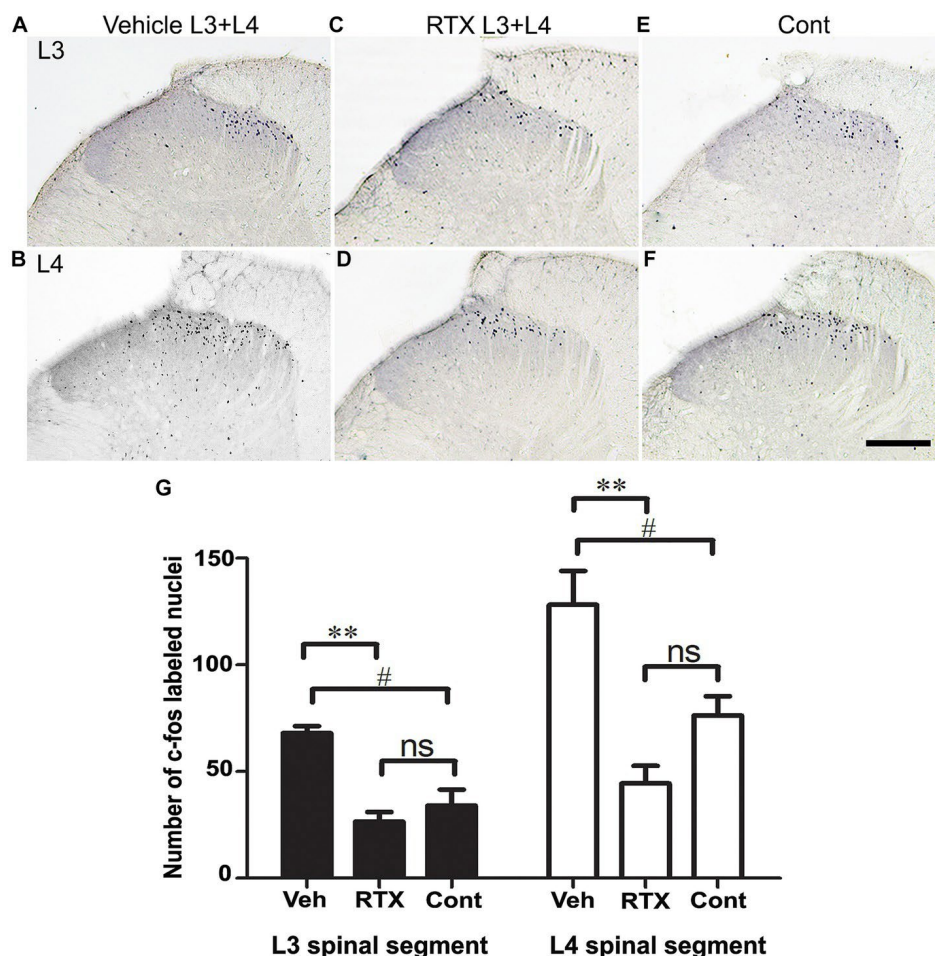 A Vehicle L3+L4 C RTX L3+L4 E Cont
L3
B L4 D F
G
**
#
150
**
ns
100
#
ns
50
0
Number of c-fos labeled nuclei
Veh RTX Cont Veh RTX Cont
L3 spinal segment L4 spinal segment